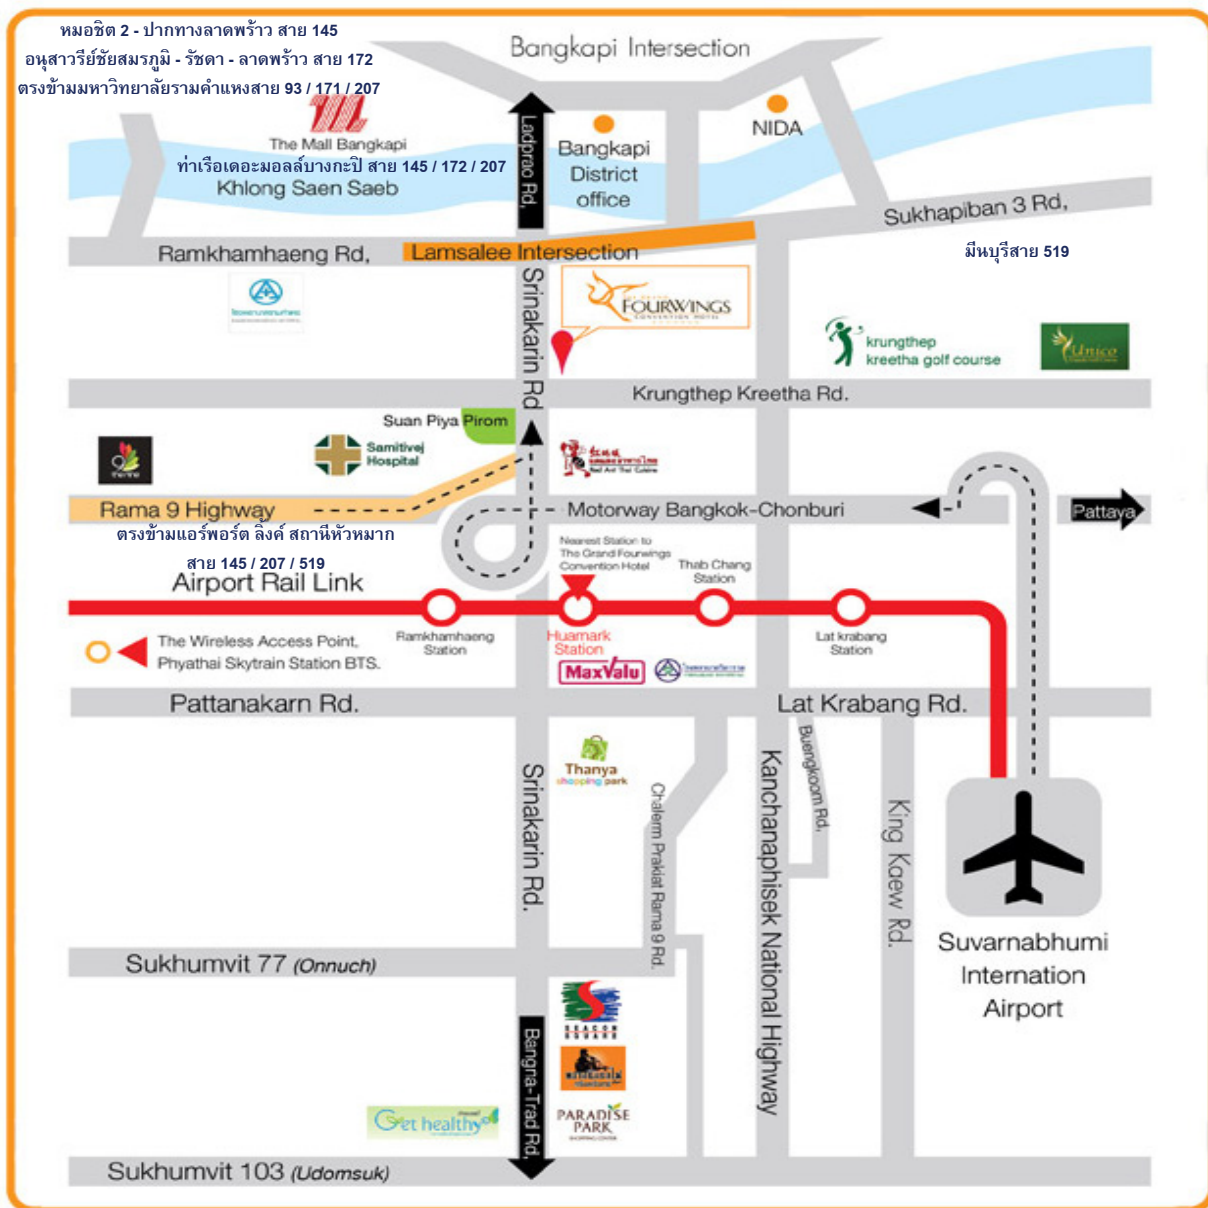 หมอชิต 2 - ปากทางลาดพร้าว สาย 145
อนุสาวรีย์ชัยสมรภูมิ - รัชดา - ลาดพร้าว สาย 172
ตรงข้ามมหาวิทยาลัยรามคำแหงสาย 93 / 171 / 207
Bangkapi Intersection
The Mall Bangkapi
ท่าเรือเดอะมอลล์บางกะปิ สาย 145 / 172 / 207
Khlong Saen Saeb
Ladprao Rd,
Bangkapi
District
office
NIDA
Sukhapiban 3 Rd,
มีนบุรีสาย 519
Ramkhamhaeng Rd,
Lamsalee Intersection
Srinakarin Rd
FOURWINGS
CONVENTION HOTEL
krungthep
kreetha golf course
Unico
Krungthep Kreetha Rd.
Suan Piya Pirom
Samitivej
Hospital
Red Ant Thai Cuisine
Rama 9 Highway
Motorway Bangkok-Chonburi
Pattaya
ตรงข้ามแอร์พอร์ต ลิ้งค์ สถานีหัวหมาก
สาย 145 / 207 / 519
Airport Rail Link
Nearest Station to
The Grand Fourwings
Convention Hotel
Thab Chang
Station
The Wireless Access Point,
Phyathai Skytrain Station BTS.
Ramkhamhaeng
Station
Huamark
Station
Lat krabang
Station
MaxValu
Pattanakarn Rd.
Lat Krabang Rd.
Thanya
shopping park
Srinakarin Rd.
Chalerm Prakiat Rama 9 Rd.
Kanchanaphisek National Highway
Buengkoom Rd,
King Kaew Rd.
Suvarnabhumi
Internation
Airport
Sukhumvit 77 (Onnuch)
SEACON
SQUARE
Bangna-Trad Rd,
Get healthy
PARADISE
PARK
SHOPPING CENTER
Sukhumvit 103 (Udomsuk)